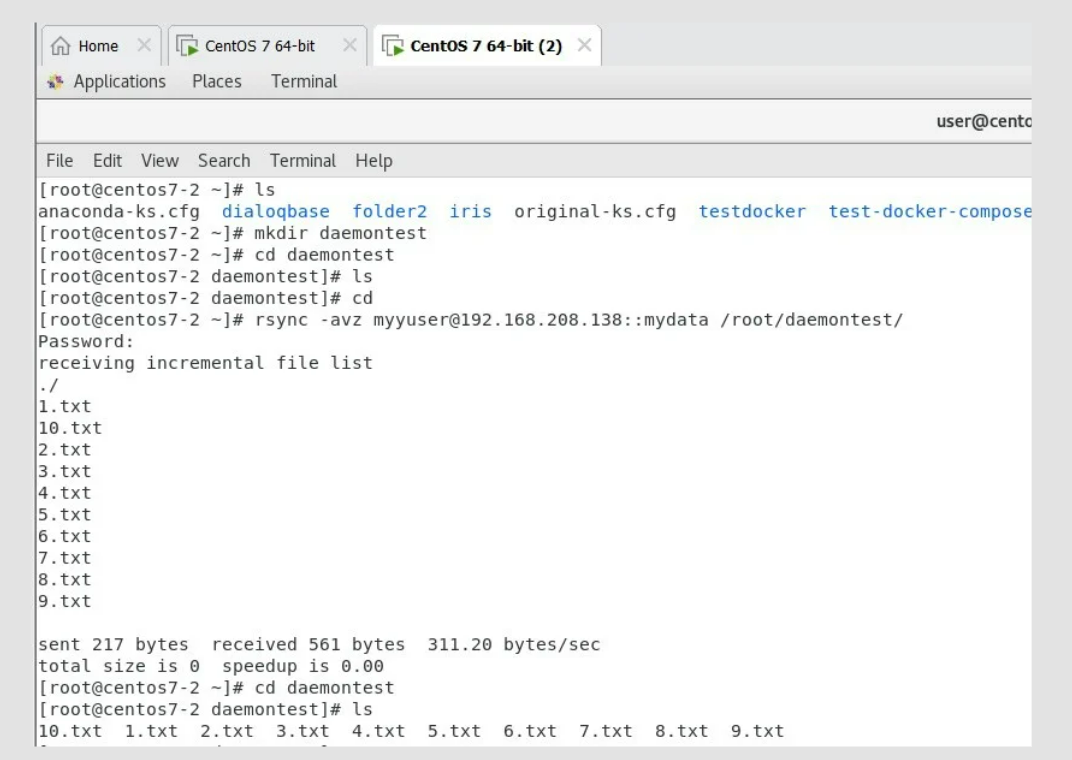 Home CentOS 7 64-bit CentOS 7 64-bit (2)
Applications Places Terminal
user@cento
File Edit View Search Terminal Help
[root@centos7-2 ~]# ls
anaconda-ks.cfg dialoqbase folder2 iris original-ks.cfg testdocker test-docker-compose
[root@centos7-2 ~]# mkdir daemontest
[root@centos7-2 ~]# cd daemontest
[root@centos7-2 daemontest]# ls
[root@centos7-2 daemontest]# cd
[root@centos7-2 ~]# rsync -avz myyuser@192.168.208.138::mydata /root/daemontest/
Password:
receiving incremental file list
./
1.txt
10.txt
2.txt
3.txt
4.txt
5.txt
6.txt
7.txt
8.txt
9.txt
sent 217 bytes received 561 bytes 311.20 bytes/sec
total size is 0 speedup is 0.00
[root@centos7-2 ~]# cd daemontest
[root@centos7-2 daemontest]# ls
10.txt 1.txt 2.txt 3.txt 4.txt 5.txt 6.txt 7.txt 8.txt 9.txt